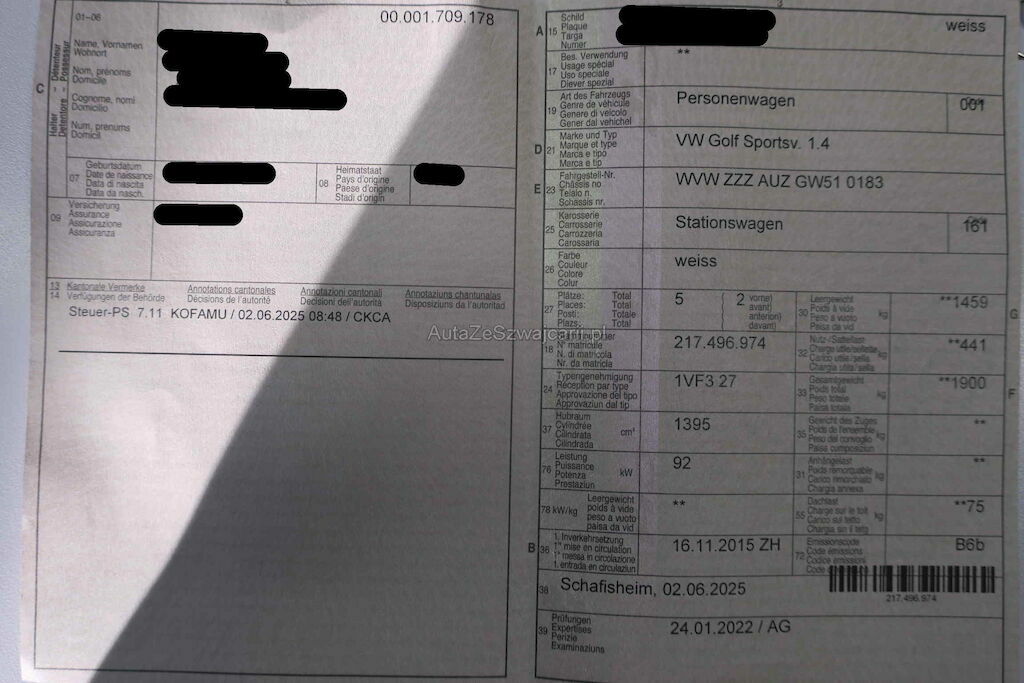 01-06
00.001.709.178
C
Halter - Détenteur
Detentore - Possessur
Name, Vornamen
Wohnort
Nom, prénoms
Domicile
Cognome, nomi
Domicilio
Num, prenums
Domicil
07
Geburtsdatum
Date de naissance
Data di nascita
Data da nasch.
08
Heimatstaat
Pays d'origine
Paese d'origine
Stadi d'origin
09
Versicherung
Assurance
Assicurazione
Assicuranza
13
14
Kantonale Vermerke
Verfügungen der Behörde
Annotations cantonales
Décisions de l'autorité
Annotazioni cantonali
Decisioni dell'autorità
Annotaziuns chantunalas
Disposiziuns da l'autoritad
Steuer-PS 7.11 KOFAMU / 02.06.2025 08:48 / CKCA
AutaZeSzwajcarii.pl
A 15
Schild
Plaque
Targa
Numer
weiss
17
Bes. Verwendung
Usage spécial
Uso speciale
Diever spezial
**
19
Art des Fahrzeugs
Genre de véhicule
Genere di veicolo
Gener dal vehichel
Personenwagen
Code
001
D 21
Marke und Typ
Marque et type
Marca e tipo
Marca e tip
VW Golf Sportsv. 1.4
E 23
Fahrgestell-Nr.
Châssis no
Telaio n.
Schassis nr.
WVW ZZZ AUZ GW51 0183
25
Karosserie
Carrosserie
Carrozzeria
Carossaria
Stationswagen
Code
161
26
Farbe
Couleur
Colore
Colur
weiss
27
Plätze: Total
Places: Total
Posti: Totale
Plazs: Total
5
( 2
vorne)
avant)
anteriori)
davant)
30
Leergewicht
Poids à vide
Peso a vuoto
Paisa da vid
kg
**1459
G
18
N° matricule
N. di matricola
Nr. da matricla
217.496.974
32
Nutz-/Sattellast
Charge utile/sellette
Carico utile/sella
Chargia utila/sella
kg
**441
24
Typengenehmigung
Réception par type
Approvazione del tipo
Approvaziun dal tip
1VF3 27
33
Gesamtgewicht
Poids total
Peso totale
Paisa totala
kg
**1900
F
37
Hubraum
Cylindrée
Cilindrata
Cilindrada
cm³
1395
35
Gewicht des Zuges
Poids de l'ensemble
Peso del convoglio
Paisa cumposiziun
kg
**
76
Leistung
Puissance
Potenza
Prestaziun
kW
92
31
Anhängelast
Poids remorquable
Carico rimorchiato
Chargia annexa
kg
**
78 kW/kg
Leergewicht
poids à vide
peso a vuoto
paisa da vid
**
55
Dachlast
Charge sur le toit
Carico sul tetto
Chargia sin il tetg
kg
**75
B 36
1. Inverkehrsetzung
1re mise en circulation
1a messa in circolazione
1. entrada en circulaziun
16.11.2015 ZH
72
Emissionscode
Code émissions
Codice emissioni
Code
B6b
217.496.974
38
Schafisheim, 02.06.2025
39
Prüfungen
Expertises
Perizie
Examinaziuns
24.01.2022 / AG